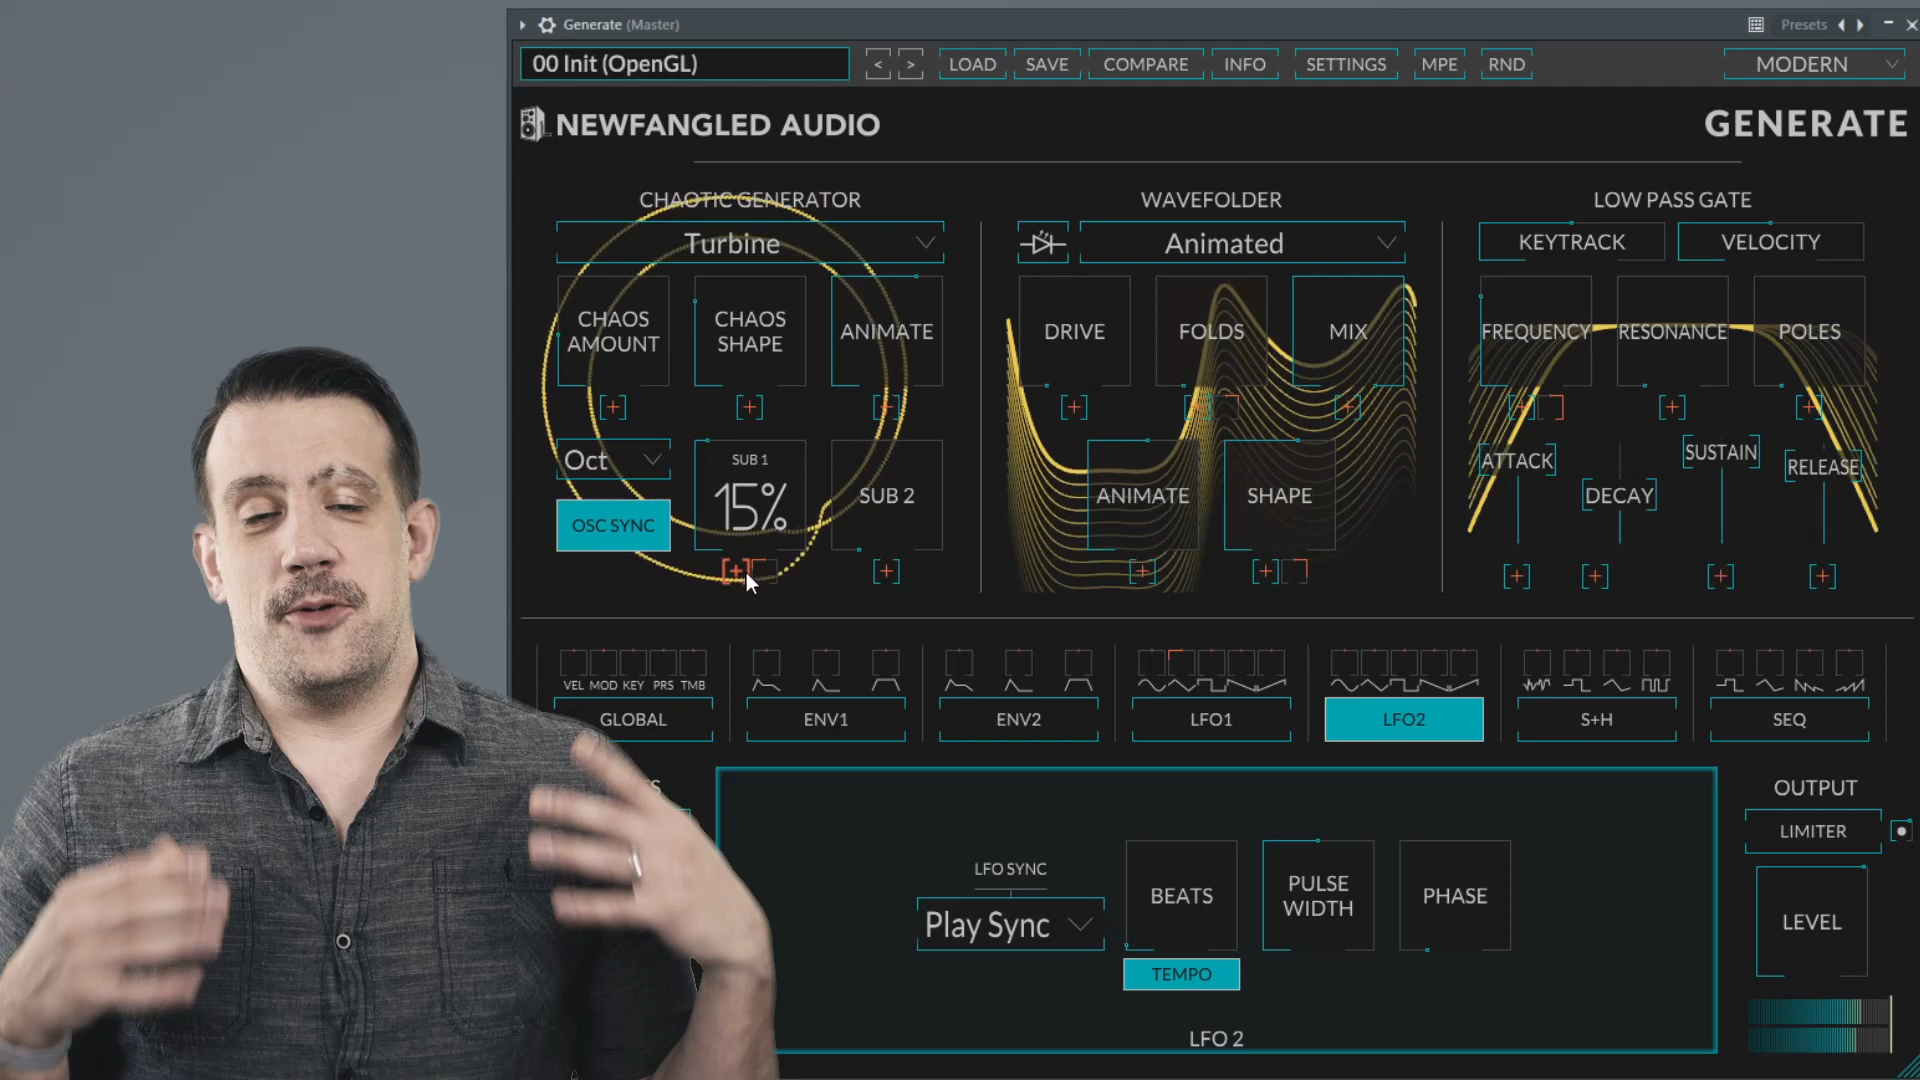 Generate (Master)
Presets
00 Init (OpenGL)
< > LOAD SAVE COMPARE INFO SETTINGS MPE RND MODERN
NEWFANGLED AUDIO
GENERATE
CHAOTIC GENERATOR
Turbine
CHAOS AMOUNT
CHAOS SHAPE
ANIMATE
Oct
OSC SYNC
SUB 1
15%
SUB 2
WAVEFOLDER
Animated
DRIVE
FOLDS
MIX
ANIMATE
SHAPE
LOW PASS GATE
KEYTRACK
VELOCITY
FREQUENCY
RESONANCE
POLES
ATTACK
DECAY
SUSTAIN
RELEASE
VEL MOD KEY PRS TMB
GLOBAL ENV1 ENV2 LFO1 LFO2 S+H SEQ
LFO SYNC
Play Sync
BEATS
TEMPO
PULSE WIDTH
PHASE
LFO 2
OUTPUT
LIMITER
LEVEL